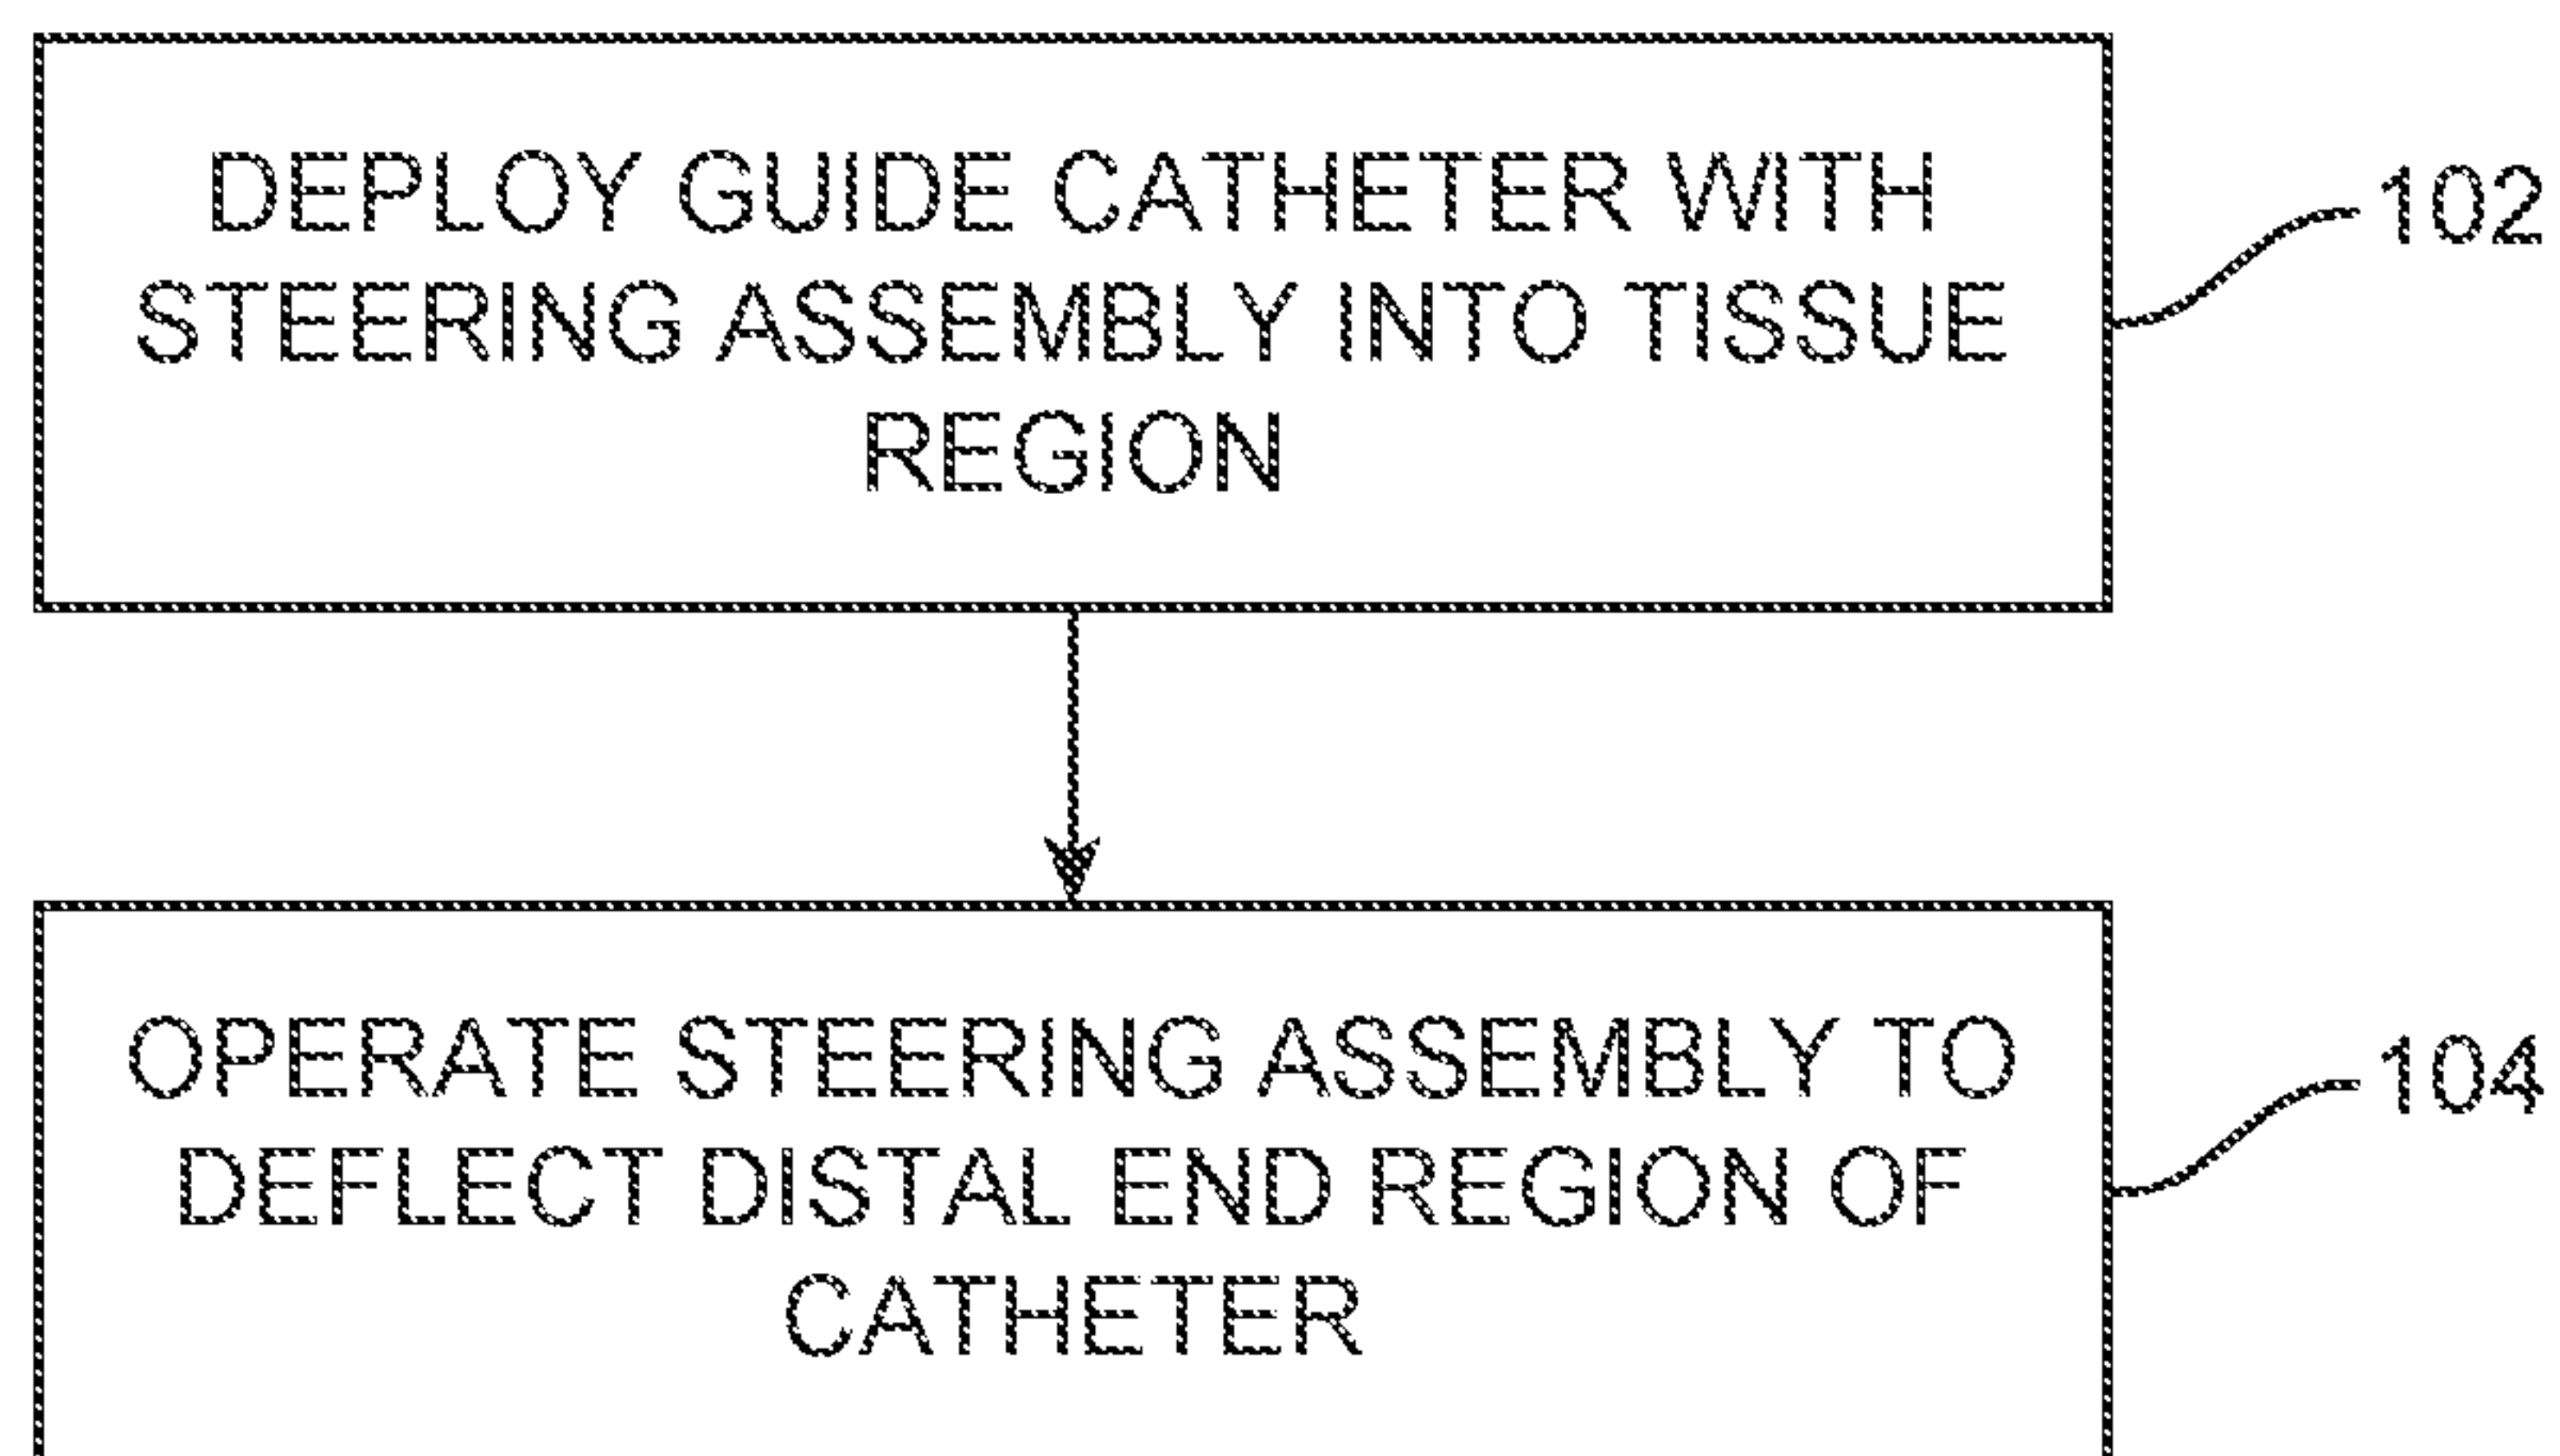 DEPLOY GUIDE CATHETER WITH
STEERING ASSEMBLY INTO TISSUE
REGION
102
OPERATE STEERING ASSEMBLY TO
DEFLECT DISTAL END REGION OF
CATHETER
104